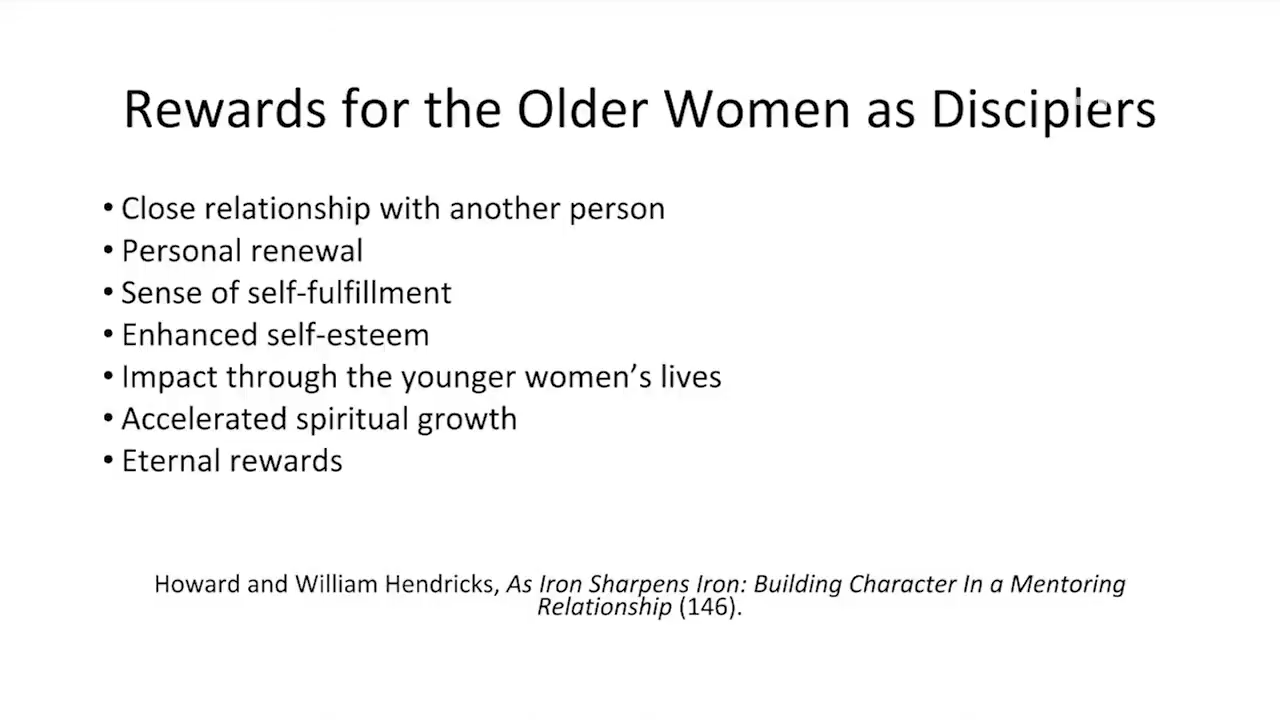 Rewards for the Older Women as Disciplers
• Close relationship with another person
• Personal renewal
• Sense of self-fulfillment
• Enhanced self-esteem
• Impact through the younger women’s lives
• Accelerated spiritual growth
• Eternal rewards
Howard and William Hendricks, As Iron Sharpens Iron: Building Character In a Mentoring
Relationship (146).